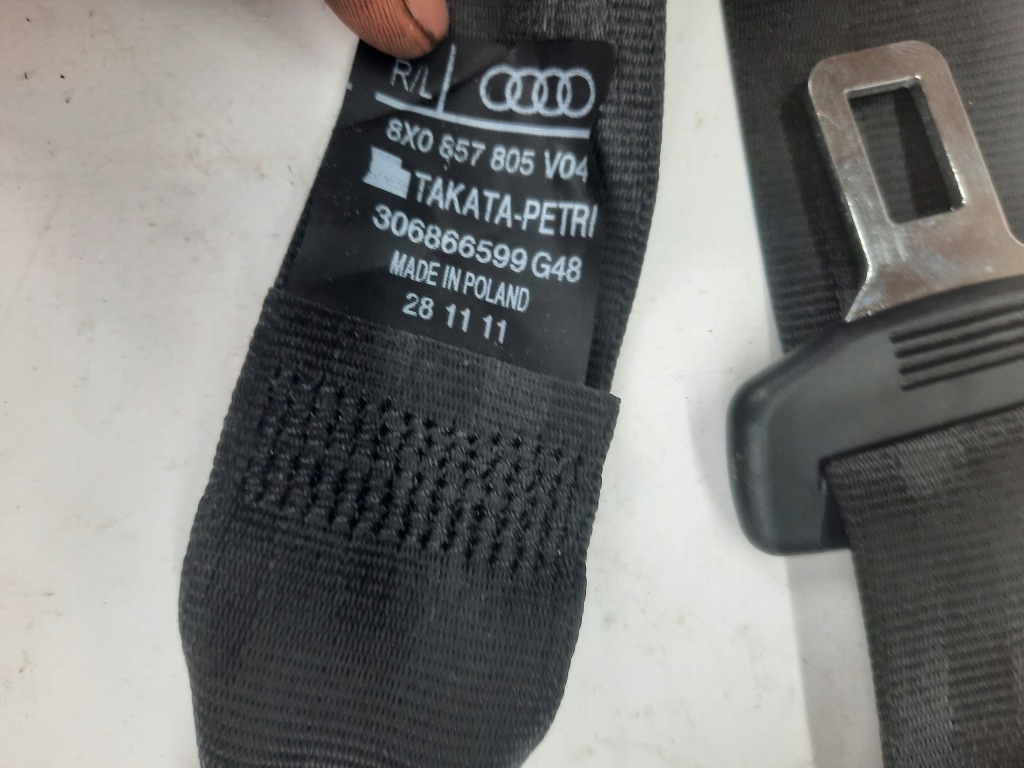 R/L
8X0 857 805 V04
TAKATA-PETRI
306866599 G48
MADE IN POLAND
28 11 11